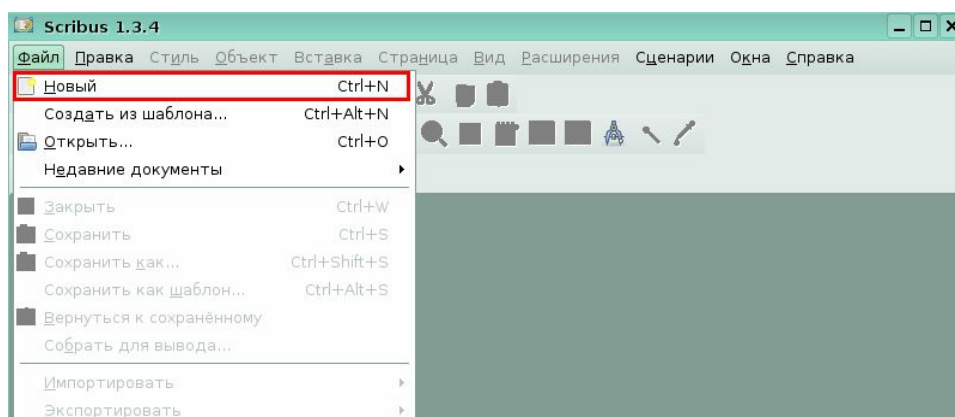 Scribus 1.3.4
Файл Правка Стиль Объект Вставка Страница Вид Расширения Сценарии Окна Справка
Новый Ctrl+N
Создать из шаблона... Ctrl+Alt+N
Открыть... Ctrl+O
Недавние документы
Закрыть Ctrl+W
Сохранить Ctrl+S
Сохранить как... Ctrl+Shift+S
Сохранить как шаблон... Ctrl+Alt+S
Вернуться к сохранённому
Собрать для вывода...
Импортировать
Экспортировать